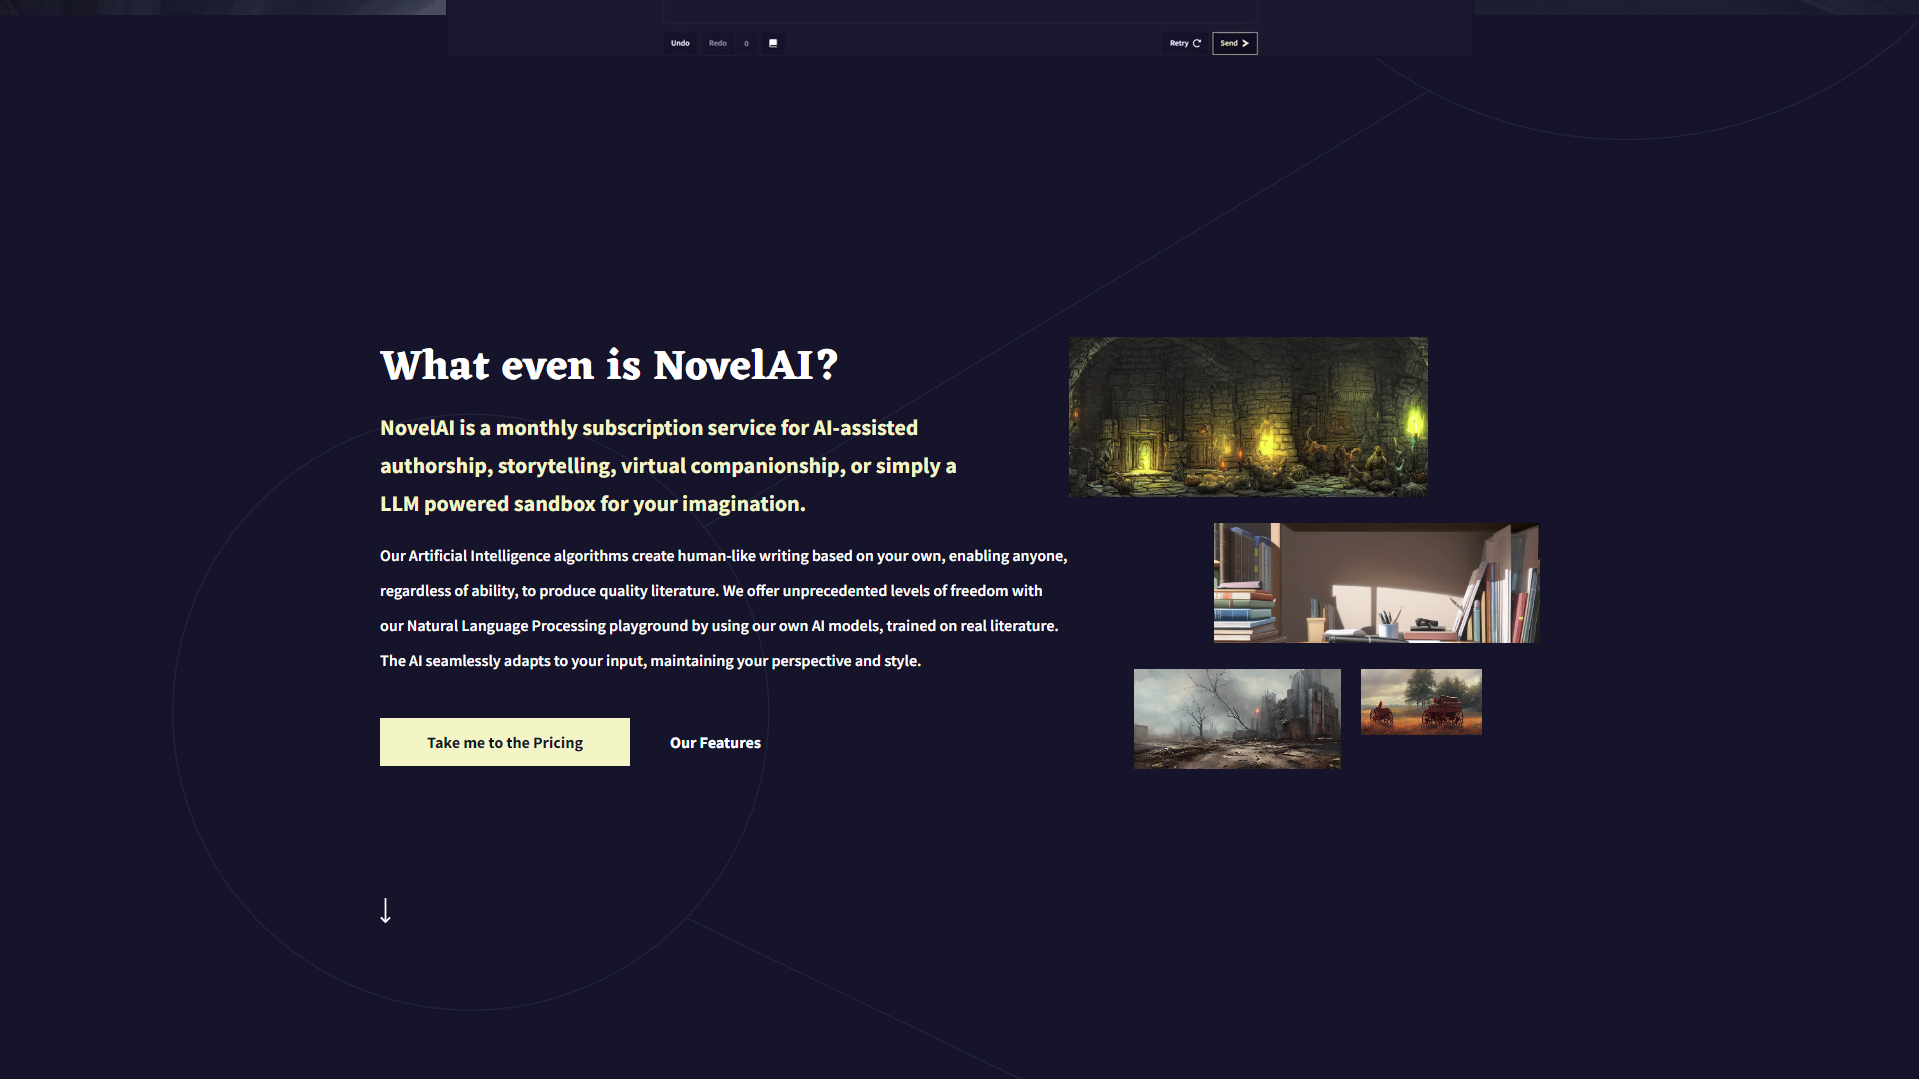 Undo Redo 0 Retry Send
What even is NovelAI?
NovelAI is a monthly subscription service for AI-assisted
authorship, storytelling, virtual companionship, or simply a
LLM powered sandbox for your imagination.
Our Artificial Intelligence algorithms create human-like writing based on your own, enabling anyone,
regardless of ability, to produce quality literature. We offer unprecedented levels of freedom with
our Natural Language Processing playground by using our own AI models, trained on real literature.
The AI seamlessly adapts to your input, maintaining your perspective and style.
Take me to the Pricing Our Features